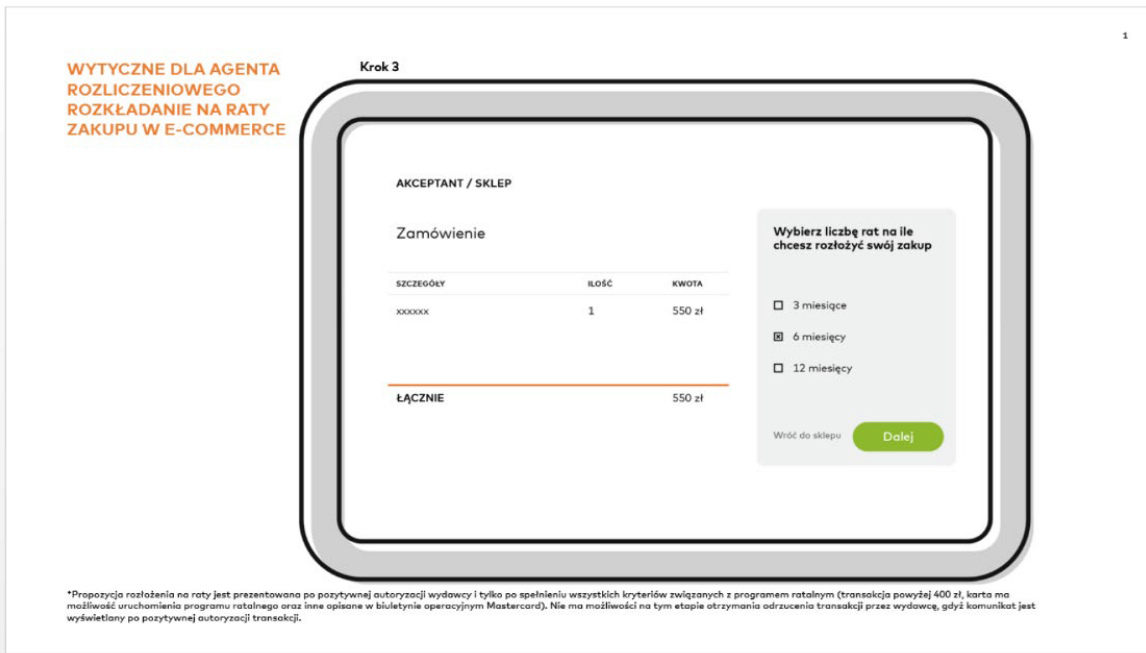 1
WYTYCZNE DLA AGENTA
ROZLICZENIOWEGO
ROZKŁADANIE NA RATY
ZAKUPU W E-COMMERCE
Krok 3
AKCEPTANT / SKLEP
Zamówienie
SZCZEGÓŁY ILOŚĆ KWOTA
xxxxxx 1 550 zł
ŁĄCZNIE 550 zł
Wybierz liczbę rat na ile
chcesz rozłożyć swój zakup
3 miesiące
6 miesięcy
12 miesięcy
Wróć do sklepu Dalej
*Propozycja rozłożenia na raty jest prezentowana po pozytywnej autoryzacji wydawcy i tylko po spełnieniu wszystkich kryteriów związanych z programem ratalnym (transakcja powyżej 400 zł, karta ma
możliwość uruchomienia programu ratalnego oraz inne opisane w biuletynie operacyjnym Mastercard). Nie ma możliwości na tym etapie otrzymania odrzucenia transakcji przez wydawcę, gdyż komunikat jest
wyświetlany po pozytywnej autoryzacji transakcji.